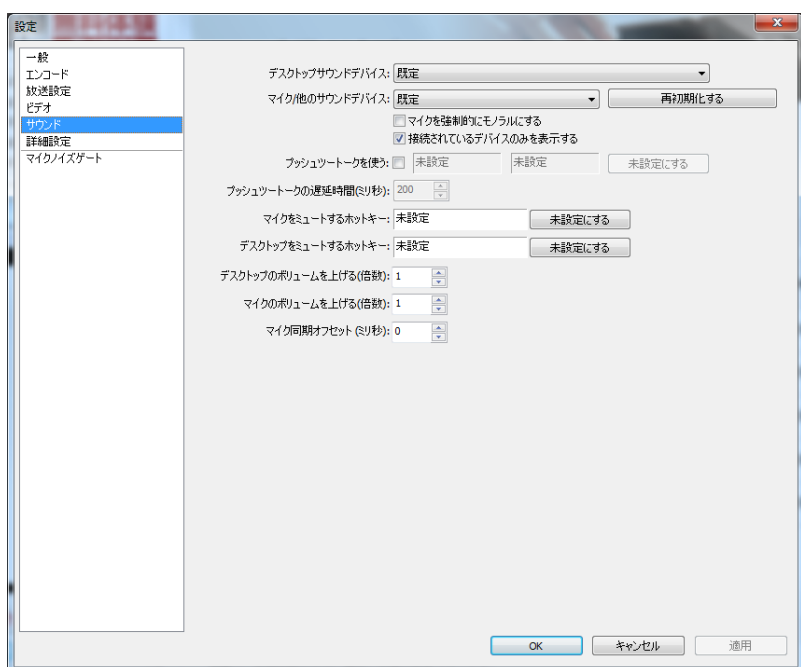 設定
一般
エンコード
放送設定
ビデオ
サウンド
詳細設定
マイクノイズゲート
デスクトップサウンドデバイス: 既定
マイク/他のサウンドデバイス: 既定 再初期化する
マイクを強制的にモノラルにする
接続されているデバイスのみを表示する
プッシュツートークを使う: 未設定 未設定 未設定にする
プッシュツートークの遅延時間(ミリ秒): 200
マイクをミュートするホットキー: 未設定 未設定にする
デスクトップをミュートするホットキー: 未設定 未設定にする
デスクトップのボリュームを上げる(倍数): 1
マイクのボリュームを上げる(倍数): 1
マイク同期オフセット (ミリ秒): 0
OK キャンセル 適用